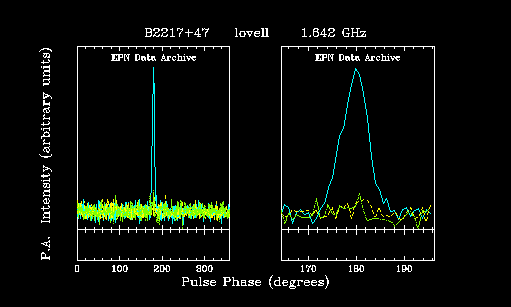 B2217+47 lovell 1.642 GHz
EPN Data Archive EPN Data Archive
P.A. Intensity (arbitrary units)
0 100 200 300 170 180 190
Pulse Phase (degrees)